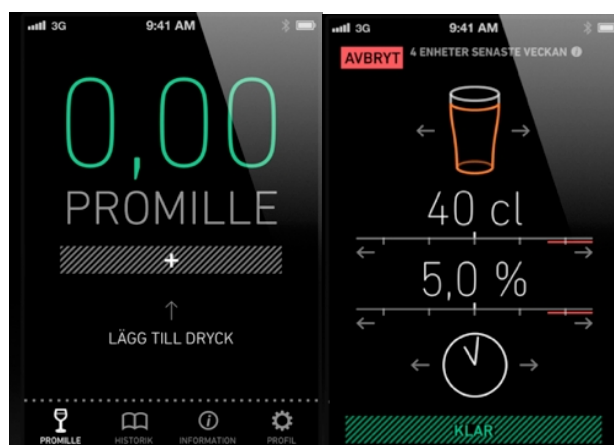 3G 9:41 AM
0,00
PROMILLE
+
LÄGG TILL DRYCK
PROMILLE HISTORIK INFORMATION PROFIL
3G 9:41 AM
AVBRYT 4 ENHETER SENASTE VECKAN
40 cl
5,0 %
KLAR